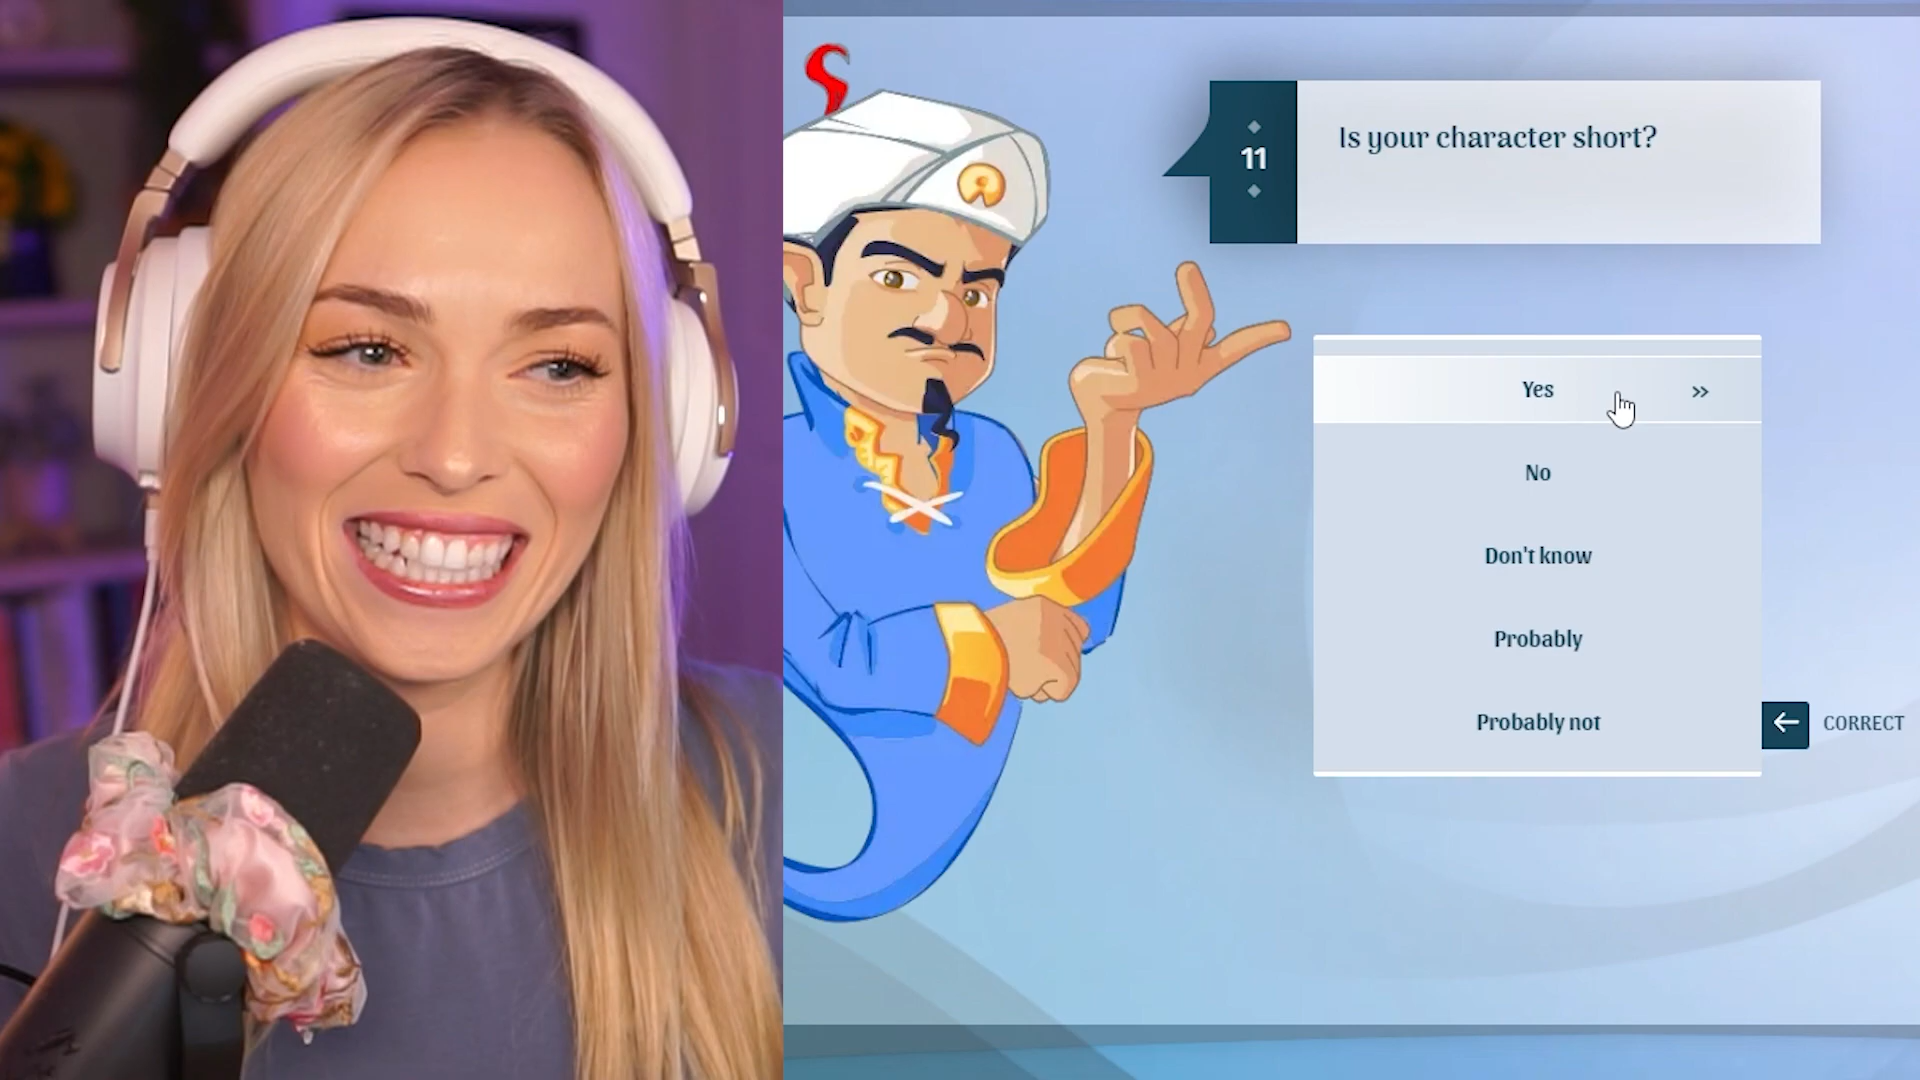 11
Is your character short?
Yes
No
Don't know
Probably
Probably not
CORRECT